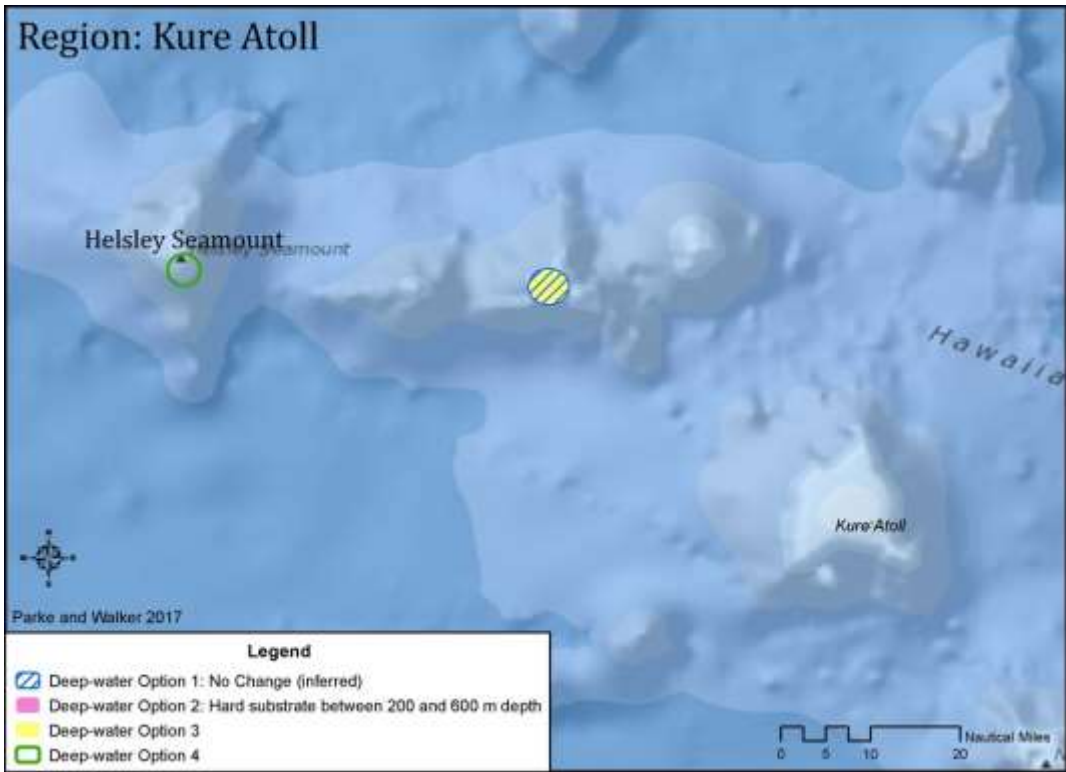 Region: Kure Atoll
Helsley Seamount
Helsley Seamount
Hawaiia
Kure Atoll
Parke and Walker 2017
Legend
Deep-water Option 1: No Change (inferred)
Deep-water Option 2: Hard substrate between 200 and 600 m depth
Deep-water Option 3
Deep-water Option 4
Nautical Miles
0 5 10 20